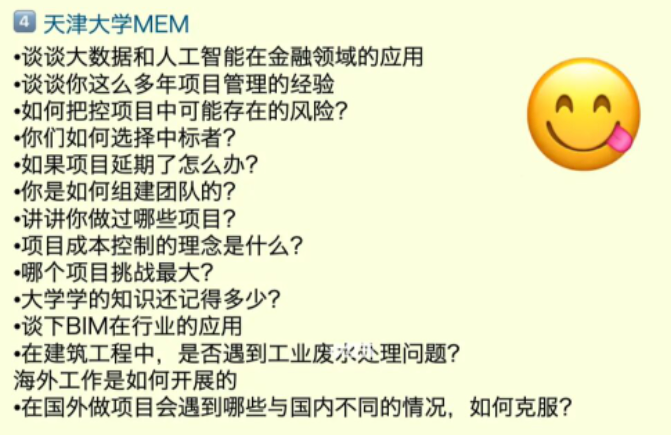 4 天津大学MEM
•谈谈大数据和人工智能在金融领域的应用
•谈谈你这么多年项目管理的经验
•如何把控项目中可能存在的风险？
•你们如何选择中标者？
•如果项目延期了怎么办？
•你是如何组建团队的？
•讲讲你做过哪些项目？
•项目成本控制的理念是什么？
•哪个项目挑战最大？
•大学学的知识还记得多少？
•谈下BIM在行业的应用
•在建筑工程中，是否遇到工业废水处理问题？
海外工作是如何开展的
•在国外做项目会遇到哪些与国内不同的情况，如何克服？